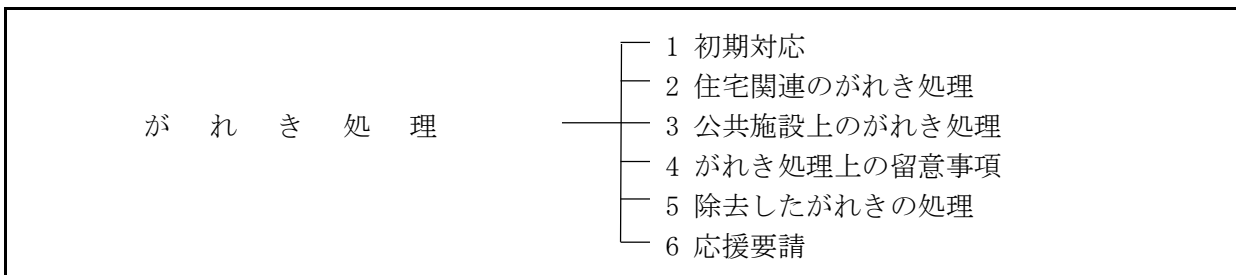 がれき処理
1 初期対応
2 住宅関連のがれき処理
3 公共施設上のがれき処理
4 がれき処理上の留意事項
5 除去したがれきの処理
6 応援要請